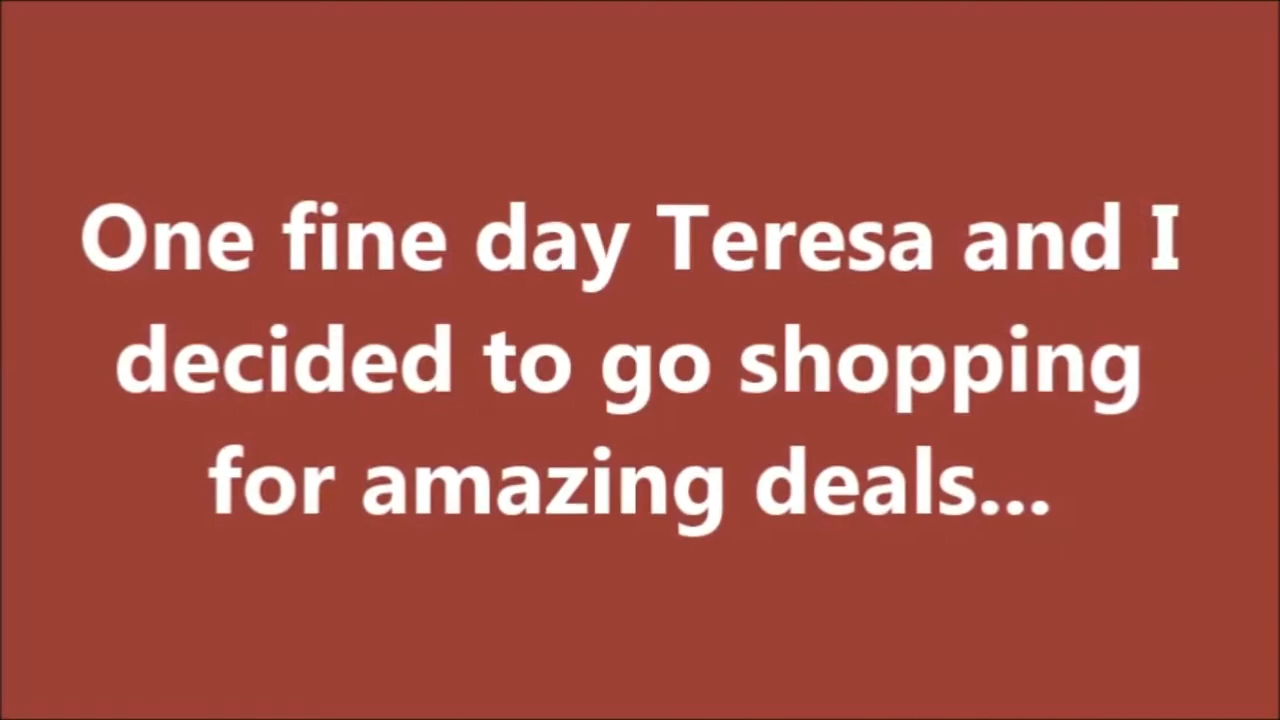 One fine day Teresa and I
decided to go shopping
for amazing deals...